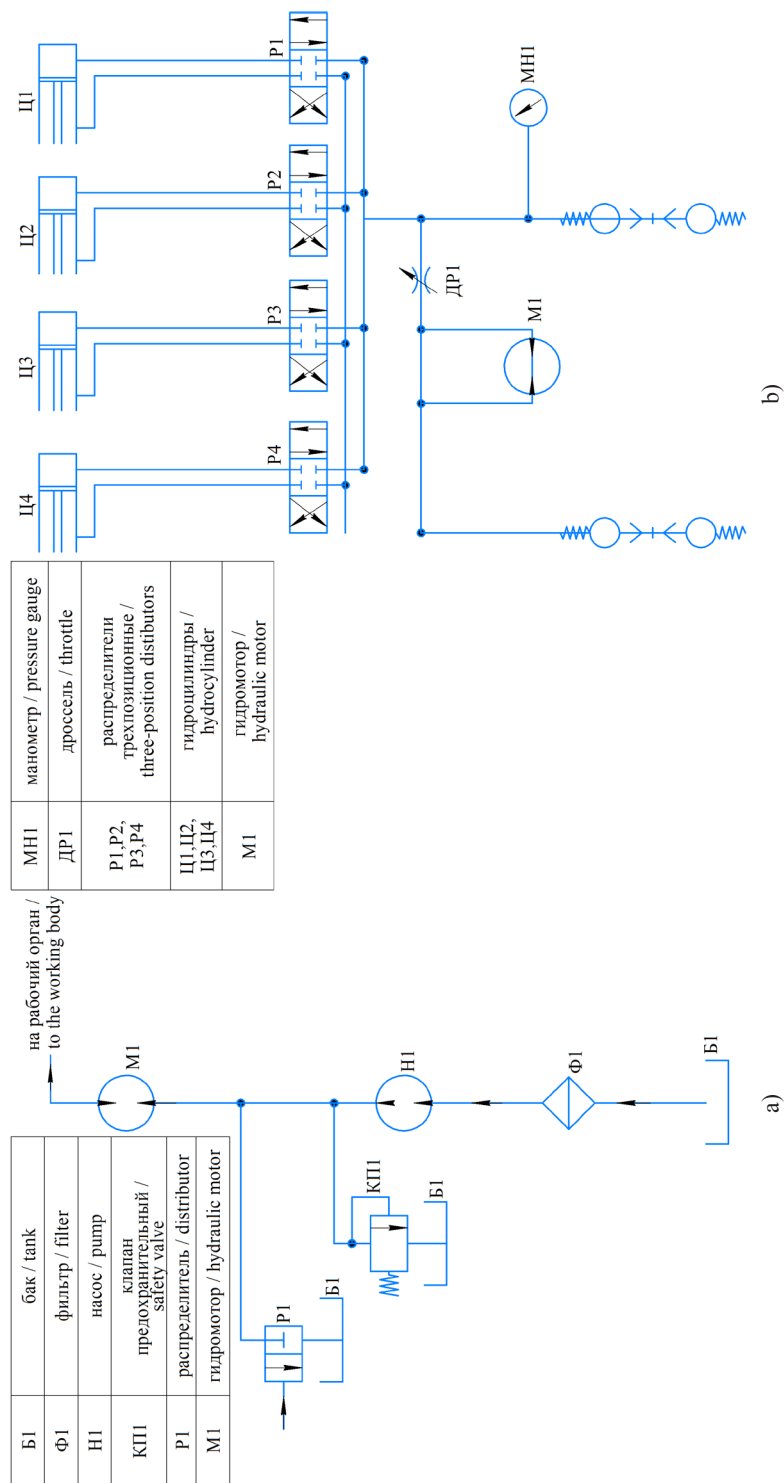 Б1
бак / tank
Ф1
фильтр / filter
Н1
насос / pump
КП1
клапан
предохранительный /
safety valve
Р1
распределитель / distributor
М1
гидромотор / hydraulic motor
на рабочий орган /
to the working body
М1
Р1
Б1
КП1
Б1
Н1
Ф1
Б1
а)
МН1
манометр / pressure gauge
ДР1
дроссель / throttle
Р1,Р2,
Р3,Р4
распределители
трехпозиционные /
three-position distibutors
Ц1,Ц2,
Ц3,Ц4
гидроцилиндры /
hydrocylinder
М1
гидромотор /
hydraulic motor
Ц4
Ц3
Ц2
Ц1
Р4
Р3
Р2
Р1
ДР1
МН1
М1
b)